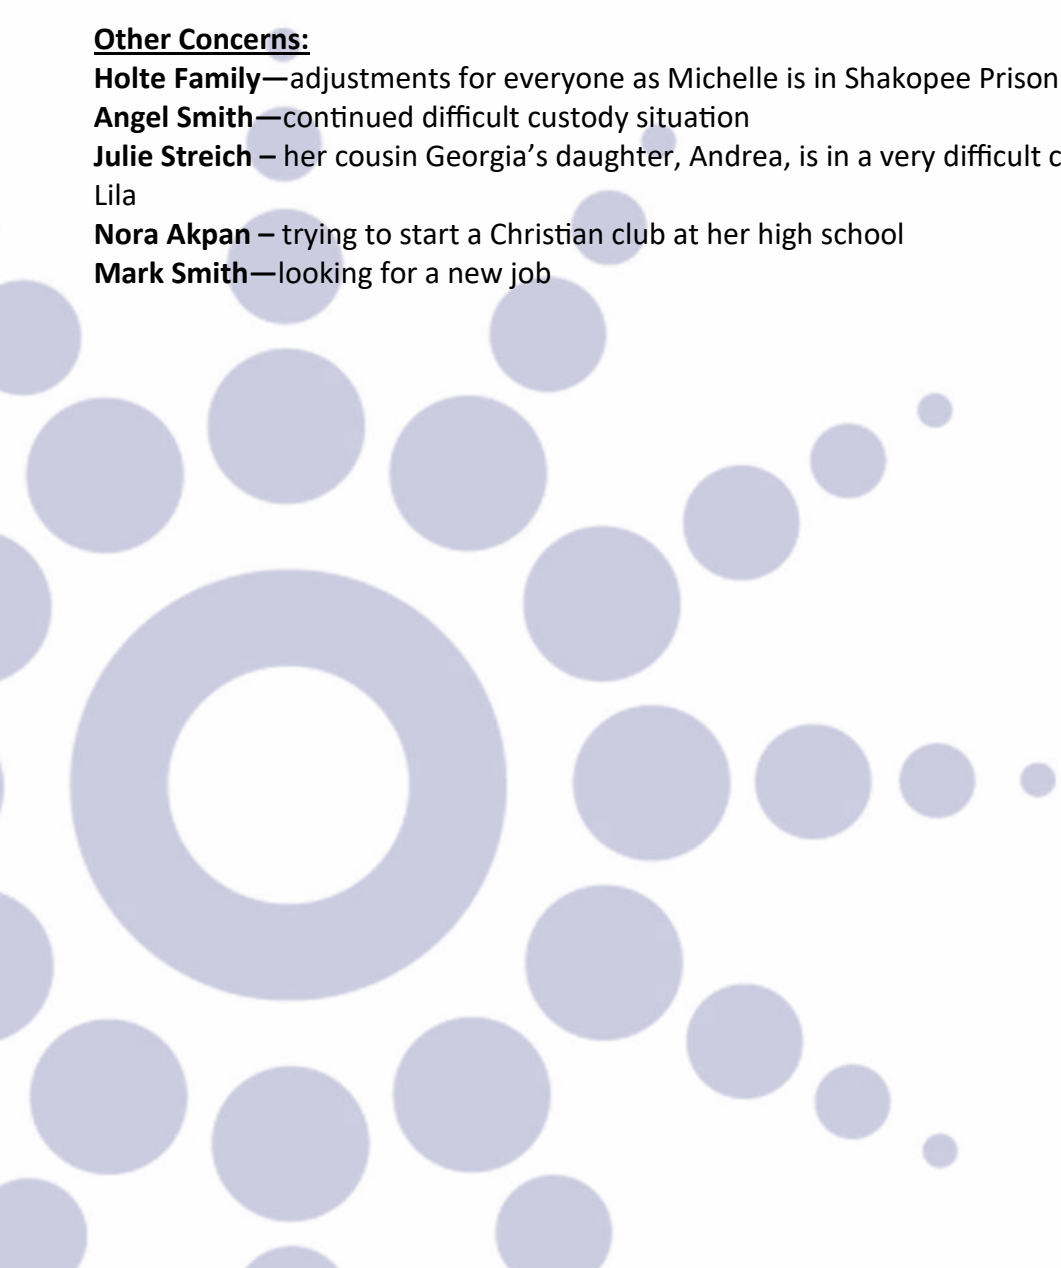 Other Concerns:
Holte Family—adjustments for everyone as Michelle is in Shakopee Prison
Angel Smith—continued difficult custody situation
Julie Streich – her cousin Georgia’s daughter, Andrea, is in a very difficult c
Lila
Nora Akpan – trying to start a Christian club at her high school
Mark Smith—looking for a new job